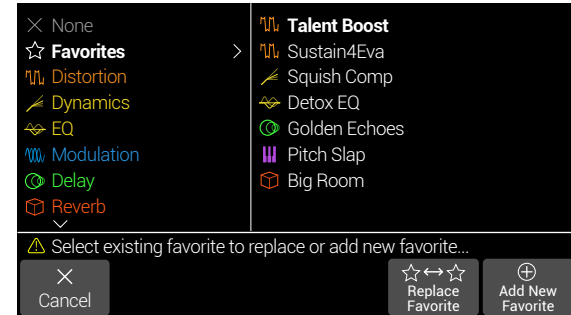 None
Favorites
Distortion
Dynamics
EQ
Modulation
Delay
Reverb
Talent Boost
Sustain4Eva
Squish Comp
Detox EQ
Golden Echoes
Pitch Slap
Big Room
Select existing favorite to replace or add new favorite...
Cancel
Replace
Favorite
Add New
Favorite